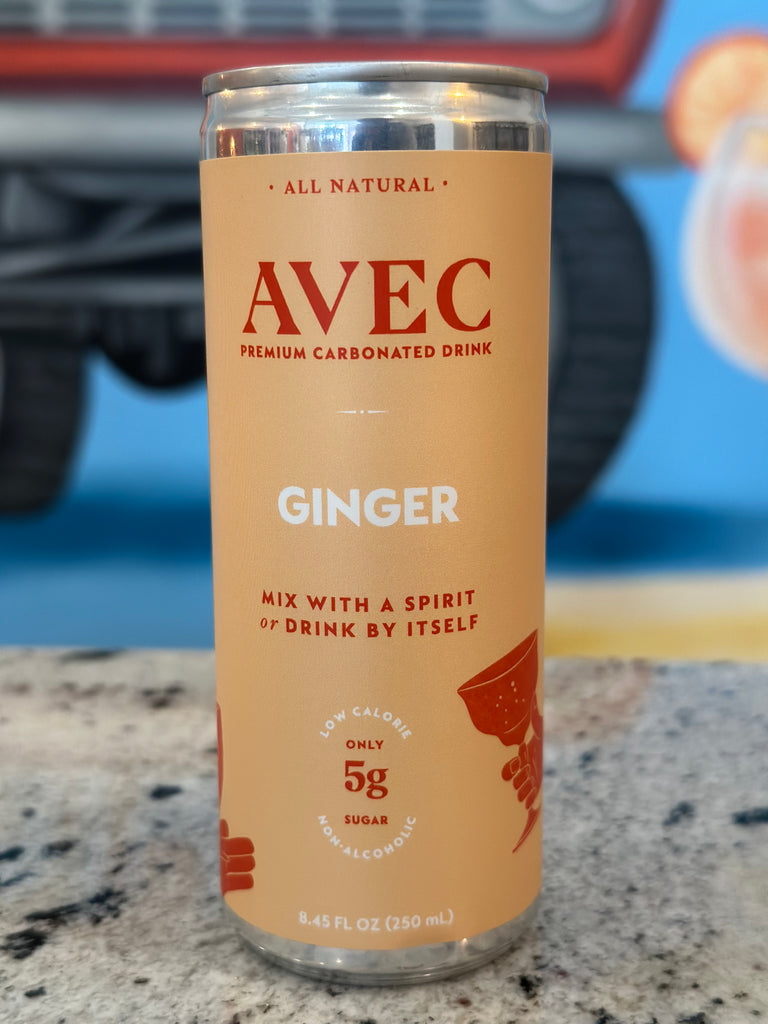 • ALL NATURAL •
AVEC
PREMIUM CARBONATED DRINK
GINGER
MIX WITH A SPIRIT
or DRINK BY ITSELF
LOW CALORIE
ONLY
5g
SUGAR
NON-ALCOHOLIC
8.45 FL OZ (250 mL)